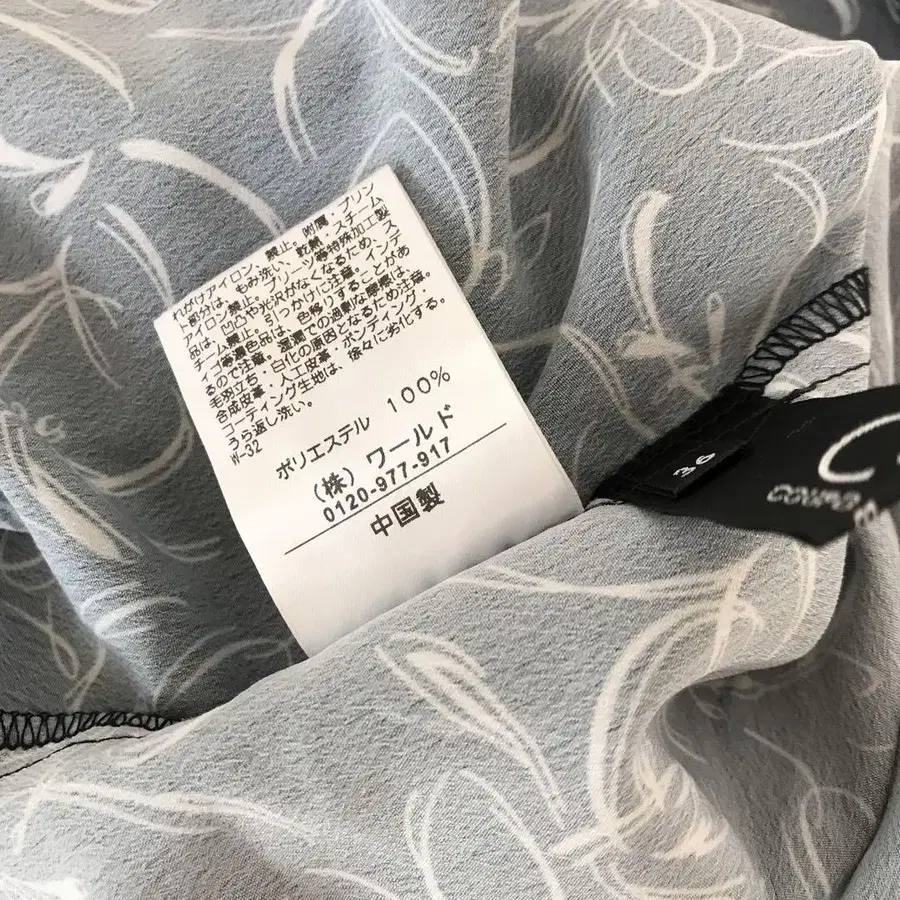 れがけアイロン、禁止。附属・プリン
ト部分は、もみ洗い、乾燥、スチーム
アイロン禁止。プリーツ等特殊加工製
品は、凹凸や光沢がなくなるため、ス
チーム禁止。引っかけに注意。インデ
ィゴ等濃色品は、色移りすることがあ
るので注意。湿潤での過剰な摩擦は、
毛羽立ち・白化の原因となるため注意。
合成皮革・人工皮革・ボンディング・
コーティング生地は、徐々に劣化する。
うら返し洗い。
W-32
ポリエステル 100%
(株) ワールド
0120-977-917
中国製
36